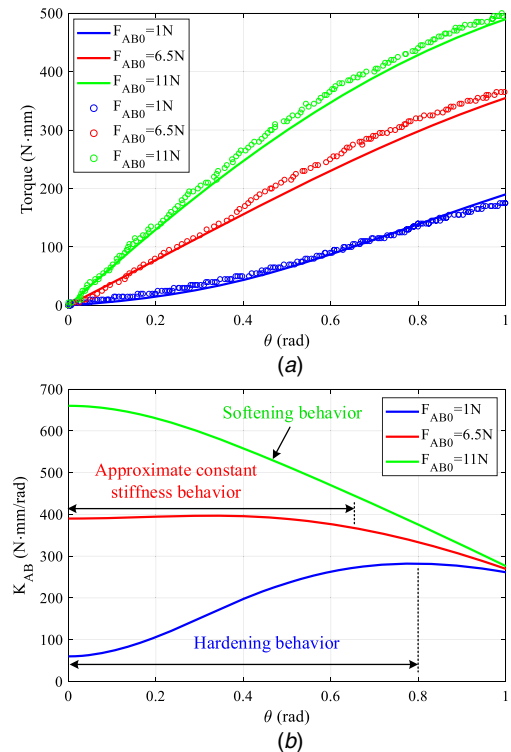 (a)
500
400
300
200
100
0
Torque (N·mm)
F_AB0=1N
F_AB0=6.5N
F_AB0=11N
F_AB0=1N
F_AB0=6.5N
F_AB0=11N
0
0.2
0.4
0.6
0.8
1
θ (rad)
(b)
700
600
500
400
300
200
100
0
K_AB (N·mm/rad)
Softening behavior
F_AB0=1N
F_AB0=6.5N
F_AB0=11N
Approximate constant
stiffness behavior
Hardening behavior
0
0.2
0.4
0.6
0.8
1
θ (rad)